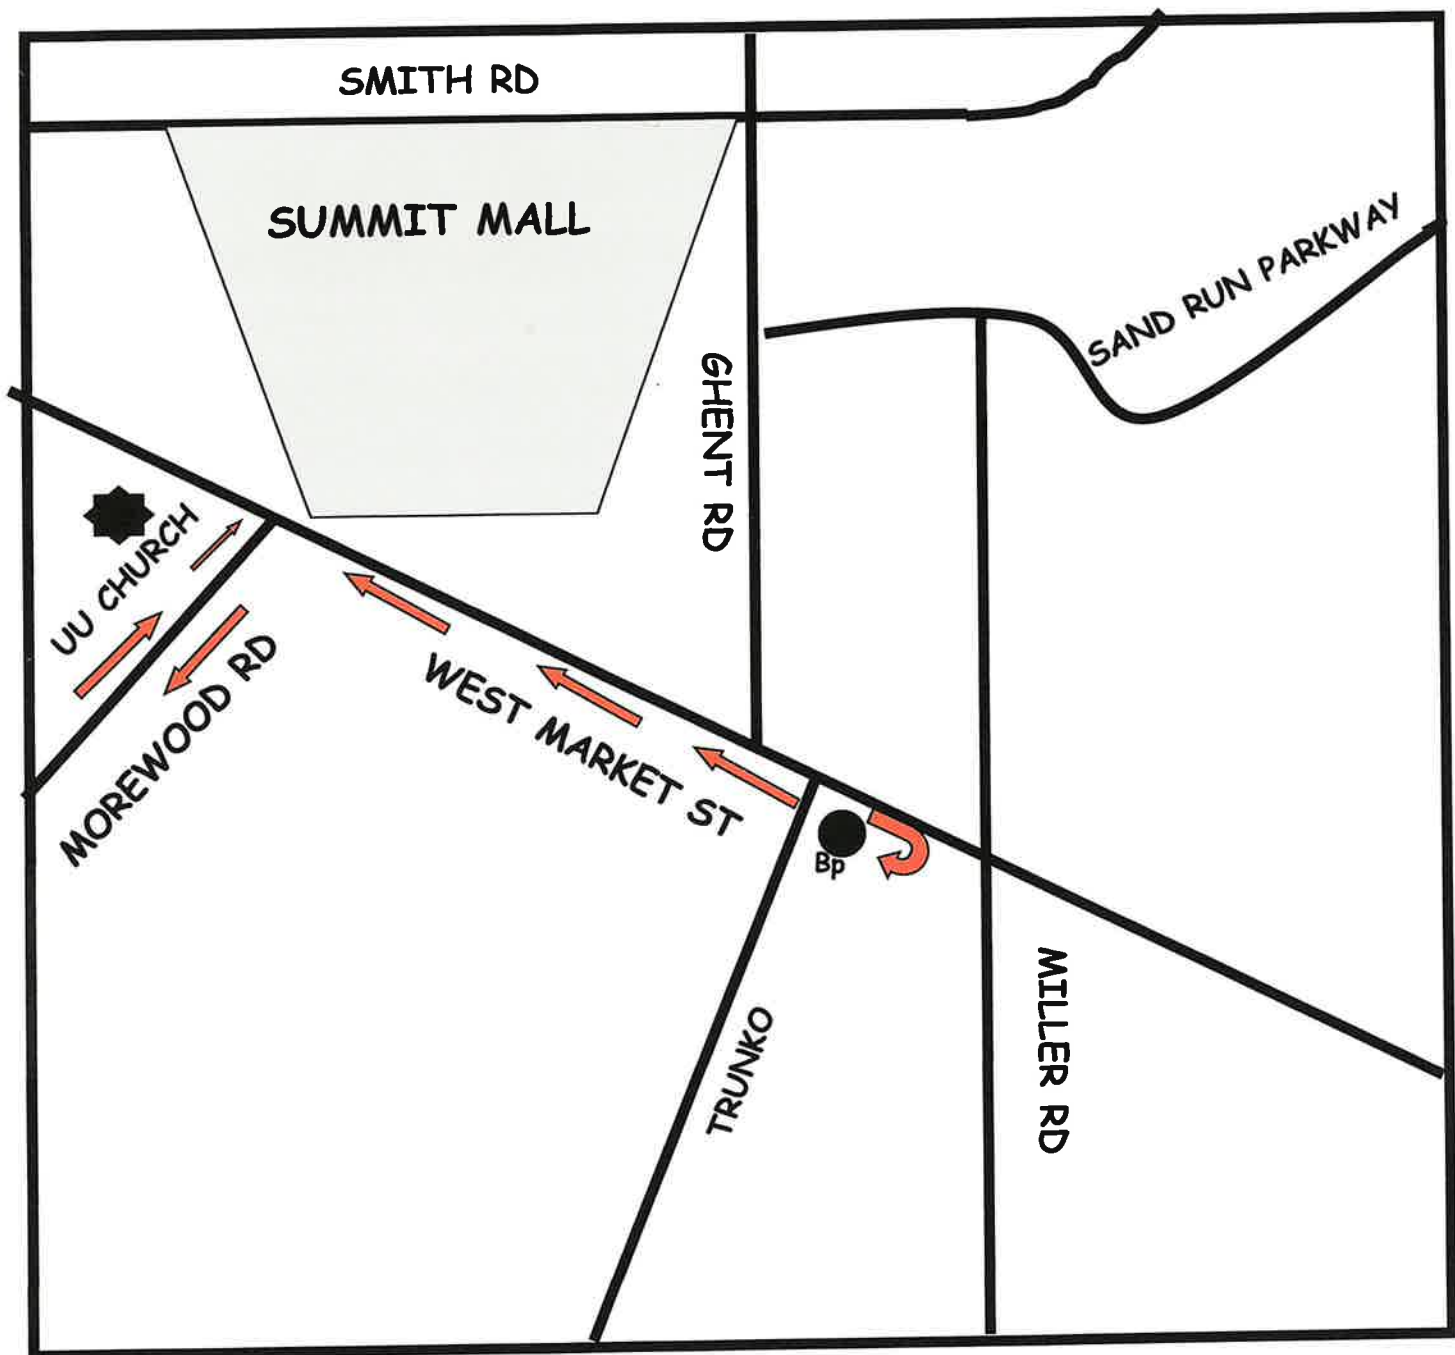 SMITH RD
SUMMIT MALL
SAND RUN PARKWAY
GHENT RD
UU CHURCH
MOREWOOD RD
WEST MARKET ST
Bp
MILLER RD
TRUNKO